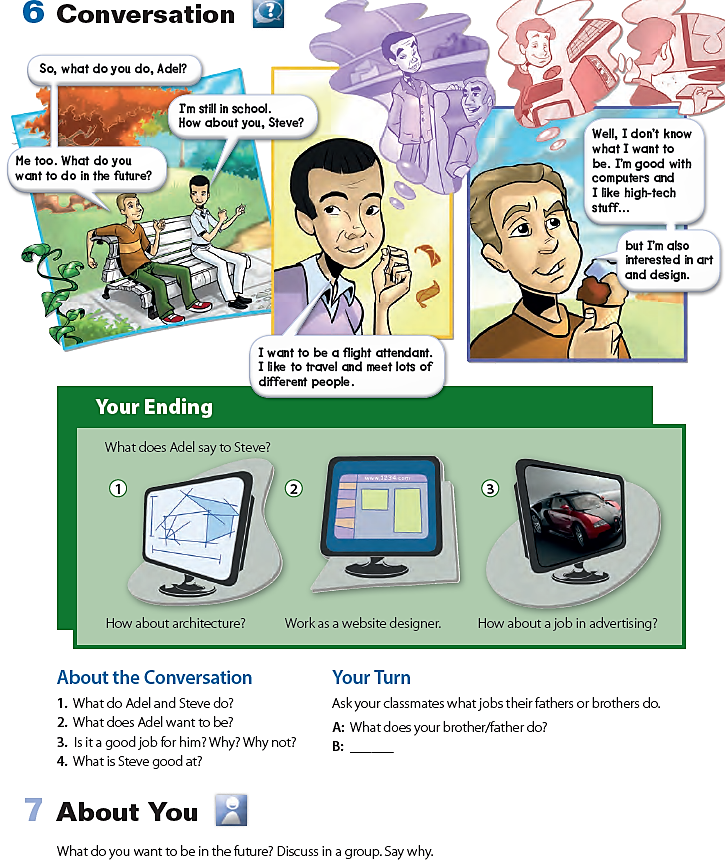 6 Conversation
So, what do you do, Adel?
I'm still in school.
How about you, Steve?
Me too. What do you
want to do in the future?
I want to be a flight attendant.
I like to travel and meet lots of
different people.
Well, I don't know
what I want to
be. I'm good with
computers and
I like high-tech
stuff...
but I'm also
interested in art
and design.
Your Ending
What does Adel say to Steve?
1
2
3
www.1234.com
How about architecture?
Work as a website designer.
How about a job in advertising?
About the Conversation
1. What do Adel and Steve do?
2. What does Adel want to be?
3. Is it a good job for him? Why? Why not?
4. What is Steve good at?
Your Turn
Ask your classmates what jobs their fathers or brothers do.
A: What does your brother/father do?
B: ______
7 About You
What do you want to be in the future? Discuss in a group. Say why.